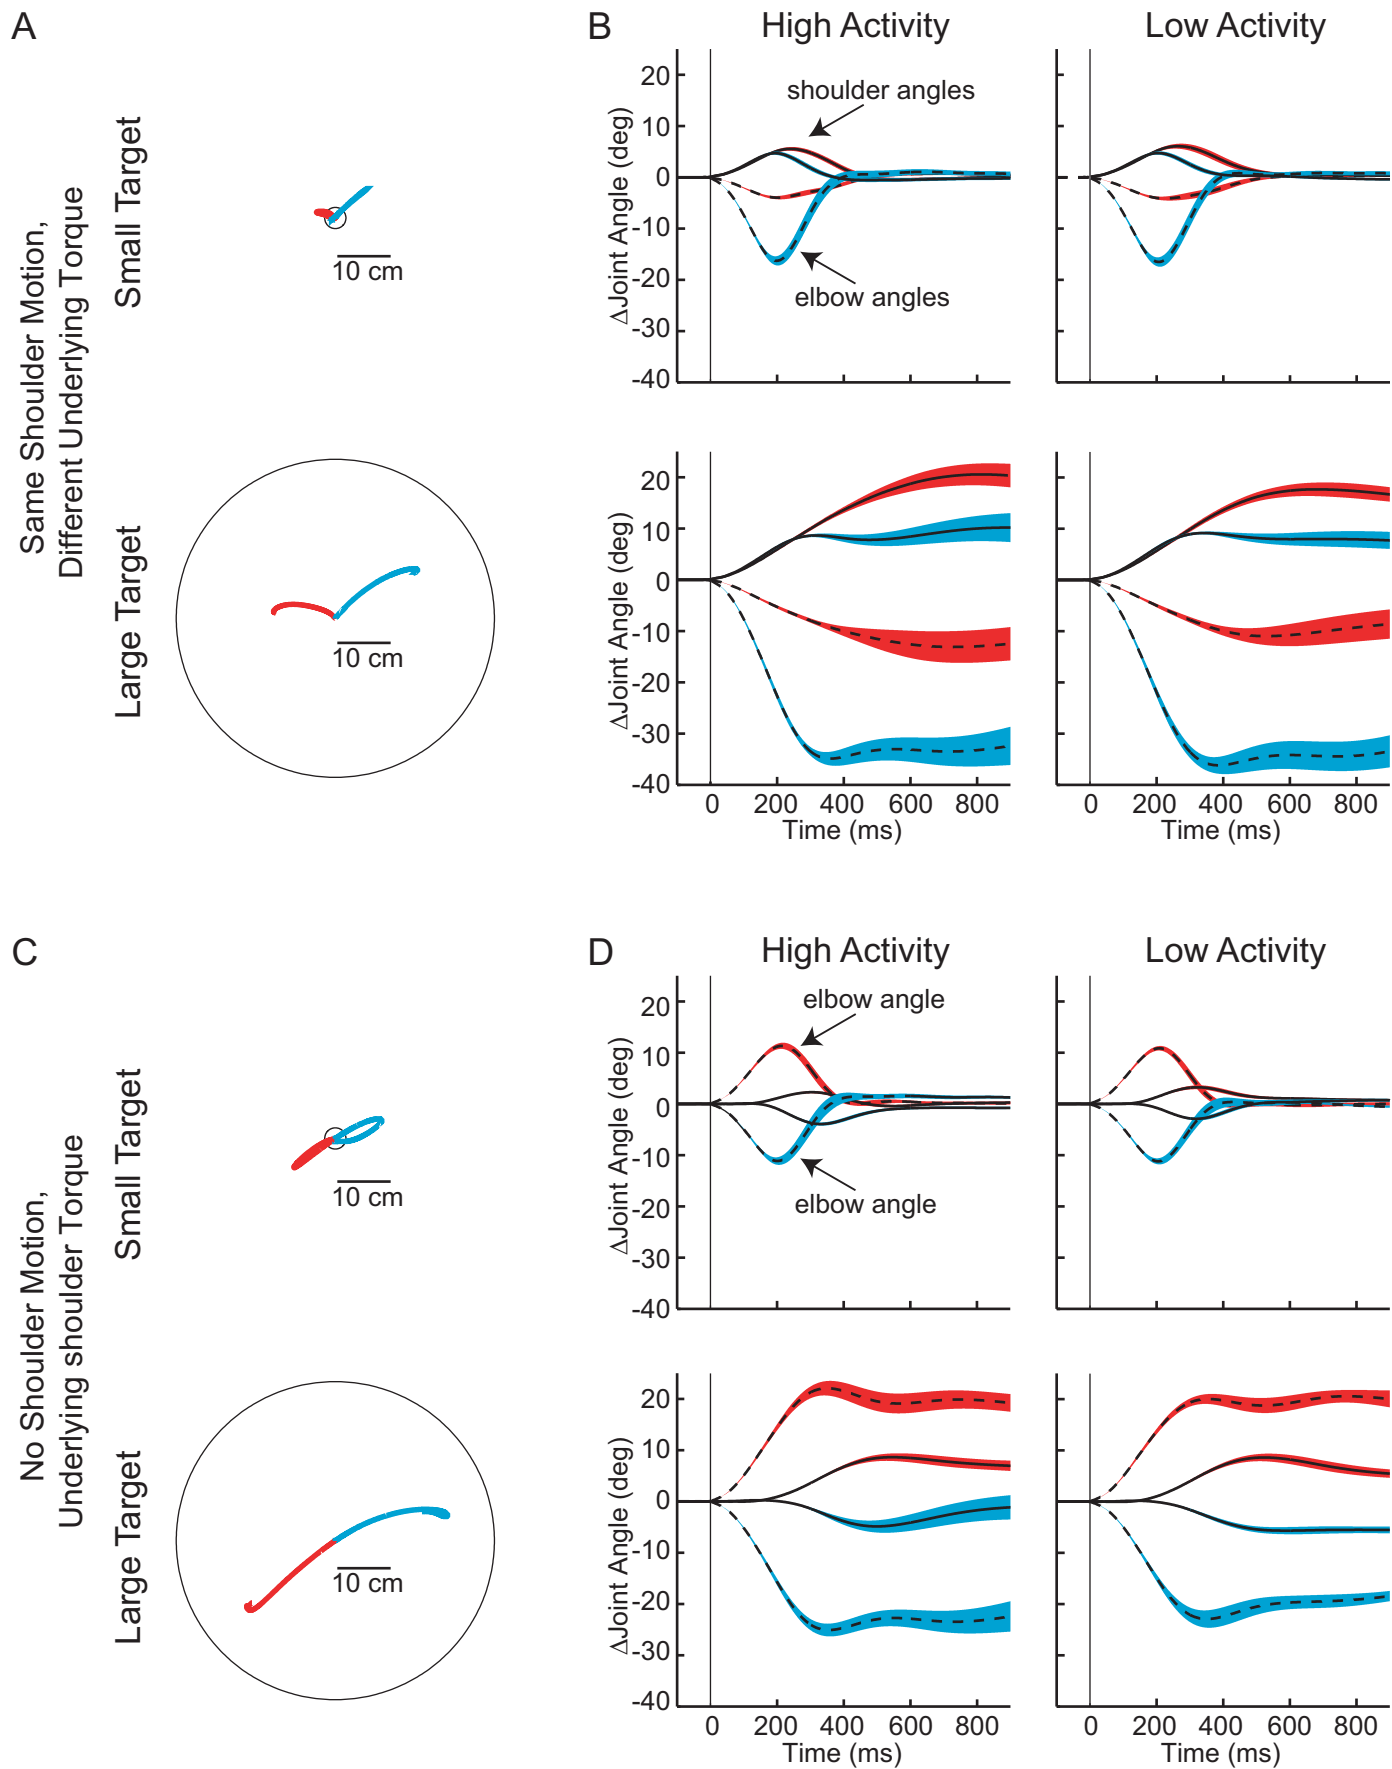 A
Same Shoulder Motion,
Different Underlying Torque
Small Target
10 cm
Large Target
10 cm
B
High Activity
Low Activity
ΔJoint Angle (deg)
20
10
0
-10
-20
-30
-40
shoulder angles
elbow angles
ΔJoint Angle (deg)
20
10
0
-10
-20
-30
-40
0 200 400 600 800
Time (ms)
0 200 400 600 800
Time (ms)
C
No Shoulder Motion,
Underlying shoulder Torque
Small Target
10 cm
Large Target
10 cm
D
High Activity
Low Activity
ΔJoint Angle (deg)
20
10
0
-10
-20
-30
-40
elbow angle
elbow angle
ΔJoint Angle (deg)
20
10
0
-10
-20
-30
-40
0 200 400 600 800
Time (ms)
0 200 400 600 800
Time (ms)